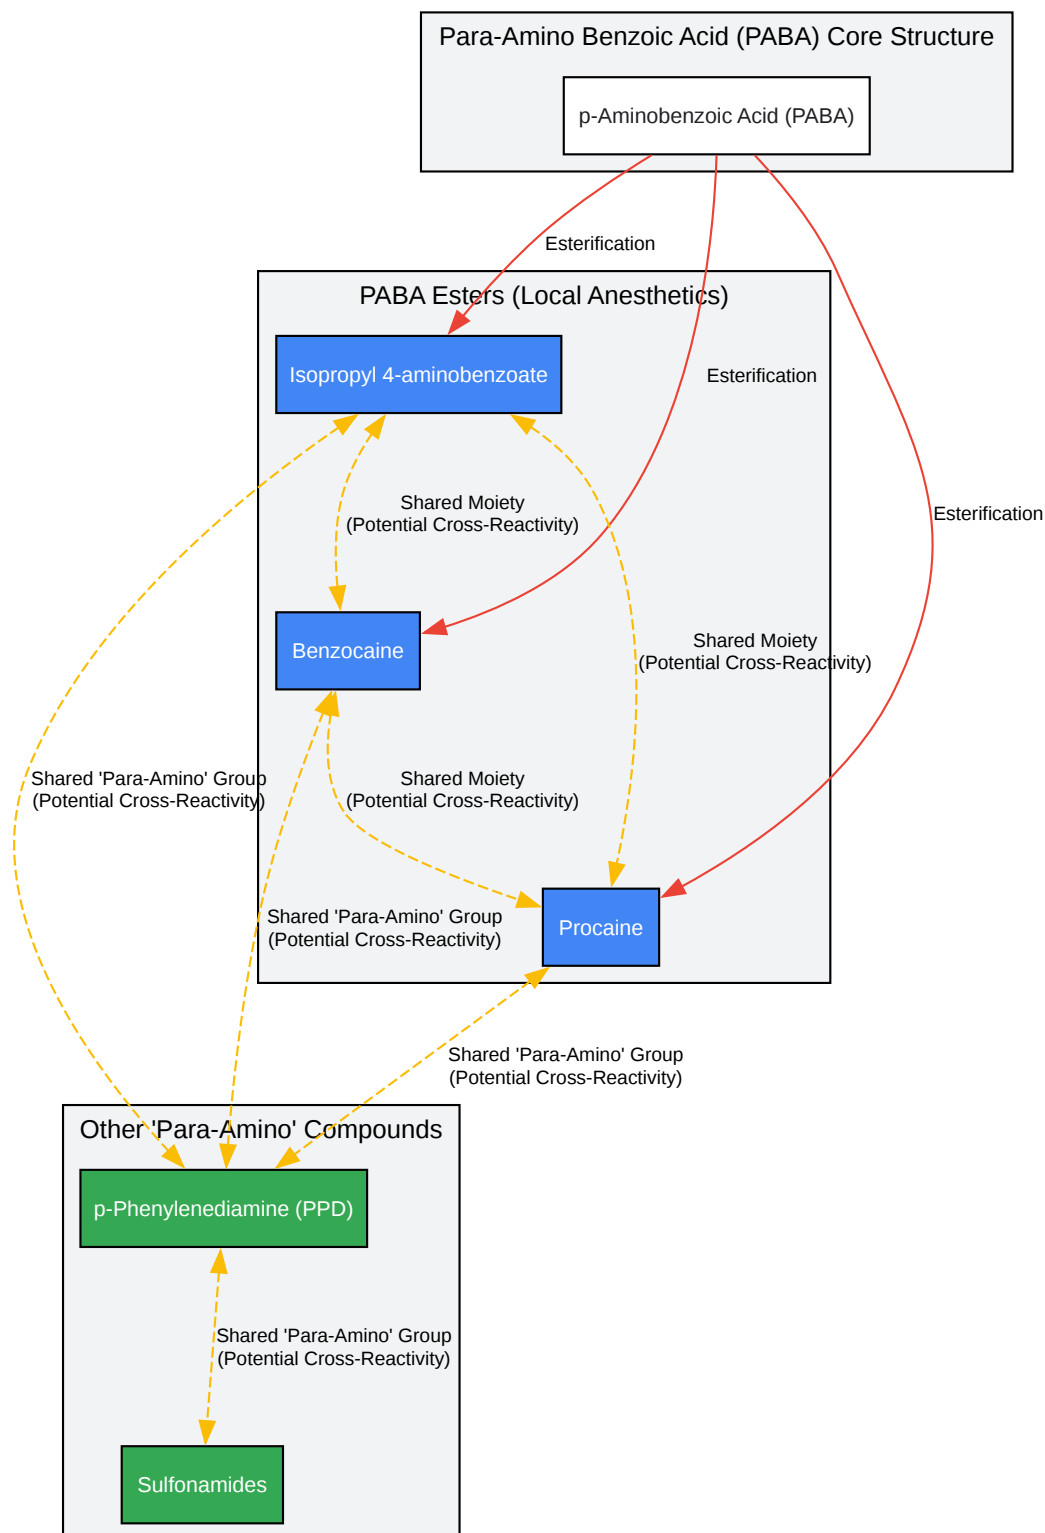 Para-Amino Benzoic Acid (PABA) Core Structure
p-Aminobenzoic Acid (PABA)
Esterification
PABA Esters (Local Anesthetics)
Isopropyl 4-aminobenzoate
Esterification
Shared Moiety
(Potential Cross-Reactivity)
Esterification
Benzocaine
Shared Moiety
(Potential Cross-Reactivity)
Shared 'Para-Amino' Group
(Potential Cross-Reactivity)
Shared Moiety
(Potential Cross-Reactivity)
Shared 'Para-Amino' Group
(Potential Cross-Reactivity)
Procaine
Shared 'Para-Amino' Group
(Potential Cross-Reactivity)
Other 'Para-Amino' Compounds
p-Phenylenediamine (PPD)
Shared 'Para-Amino' Group
(Potential Cross-Reactivity)
Sulfonamides